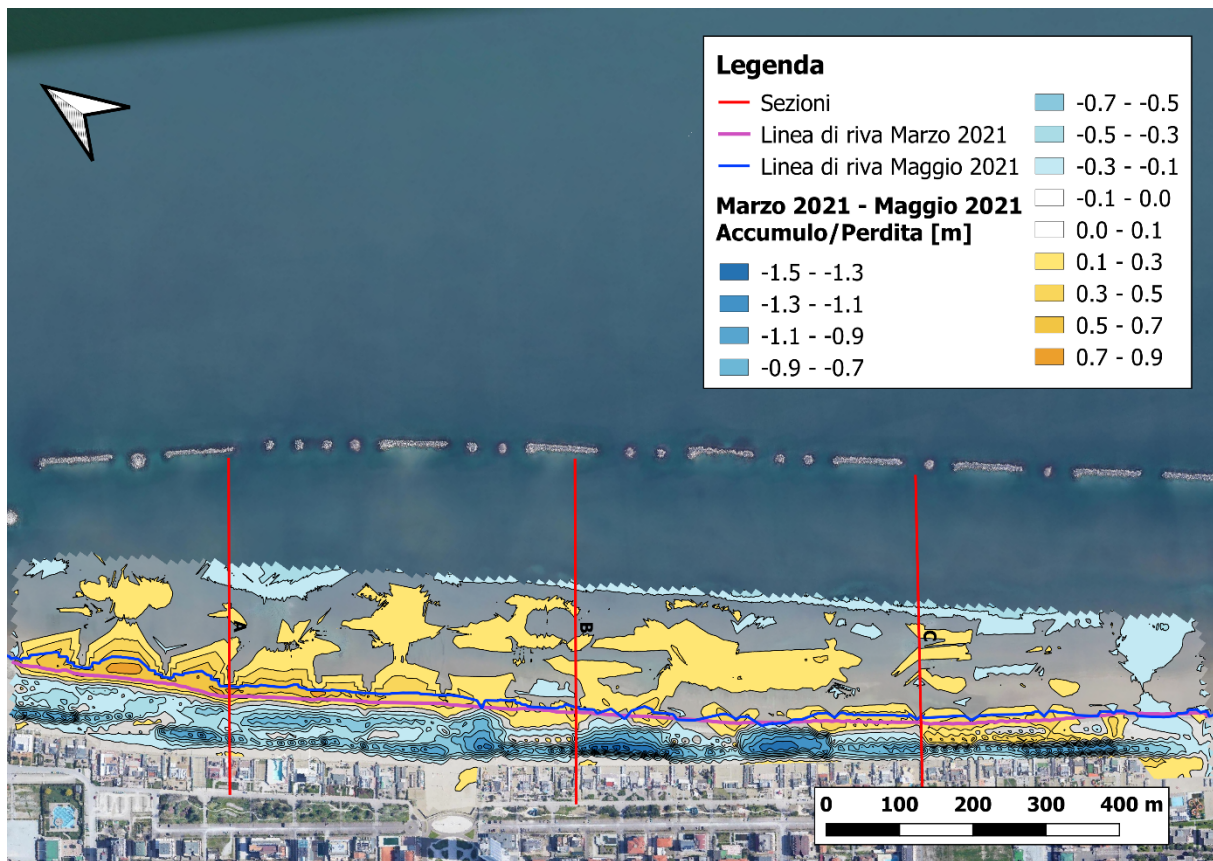 Legenda
Sezioni
Linea di riva Marzo 2021
Linea di riva Maggio 2021
Marzo 2021 - Maggio 2021
Accumulo/Perdita [m]
-1.5 - -1.3
-1.3 - -1.1
-1.1 - -0.9
-0.9 - -0.7
-0.7 - -0.5
-0.5 - -0.3
-0.3 - -0.1
-0.1 - 0.0
0.0 - 0.1
0.1 - 0.3
0.3 - 0.5
0.5 - 0.7
0.7 - 0.9
A
B
C
0 100 200 300 400 m